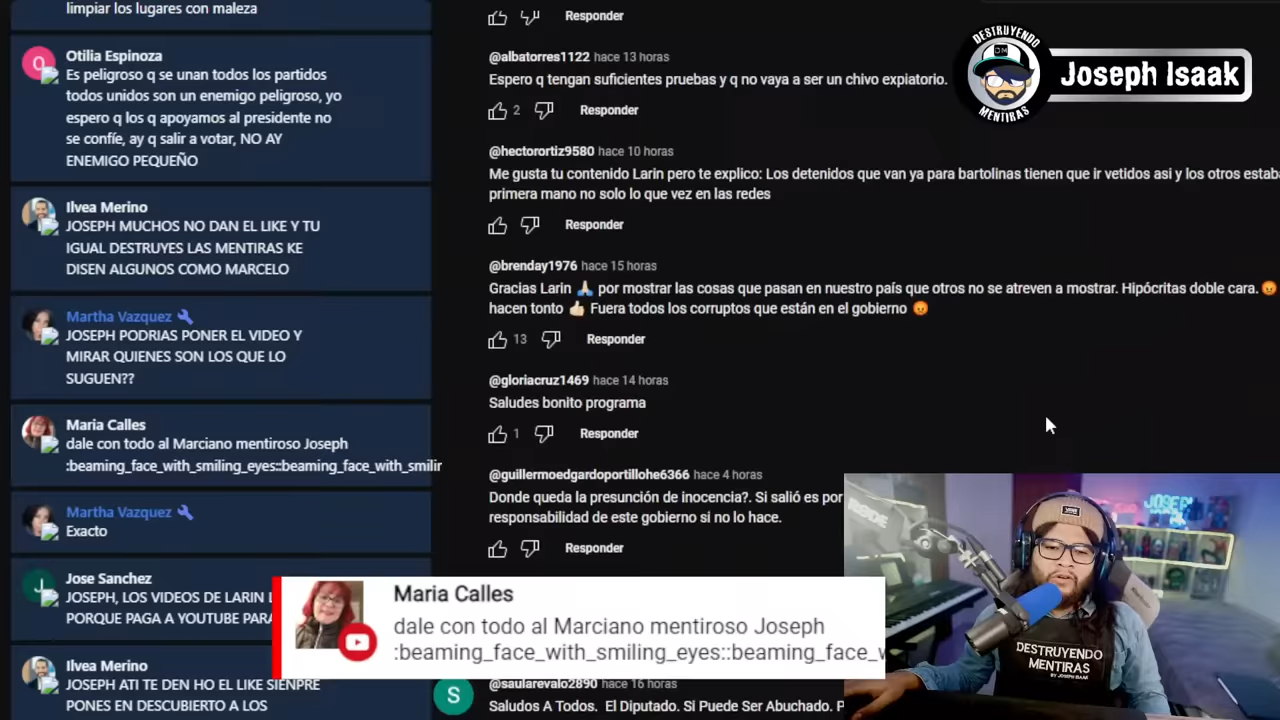 limpiar los lugares con maleza
Otilia Espinoza
Es peligroso q se unan todos los partidos
todos unidos son un enemigo peligroso, yo
espero q los q apoyamos al presidente no
se confíe, ay q salir a votar, NO AY
ENEMIGO PEQUEÑO
Ilvea Merino
JOSEPH MUCHOS NO DAN EL LIKE Y TU
IGUAL DESTRUYES LAS MENTIRAS KE
DISEN ALGUNOS COMO MARCELO
Martha Vazquez
JOSEPH PODRIAS PONER EL VIDEO Y
MIRAR QUIENES SON LOS QUE LO
SUGUEN??
Maria Calles
dale con todo al Marciano mentiroso Joseph
:beaming_face_with_smiling_eyes::beaming_face_with_smilin
Martha Vazquez
Exacto
Jose Sanchez
JOSEPH, LOS VIDEOS DE LARIN
PORQUE PAGA A YOUTUBE PARA
Ilvea Merino
JOSEPH ATI TE DEN HO EL LIKE SIENPRE
PONES EN DESCUBIERTO A LOS
Responder
@albatorres1122 hace 13 horas
Espero q tengan suficientes pruebas y q no vaya a ser un chivo expiatorio.
2 Responder
@hectorortiz9580 hace 10 horas
Me gusta tu contenido Larin pero te explico: Los detenidos que van ya para bartolinas tienen que ir vetidos asi y los otros estaba
primera mano no solo lo que vez en las redes
Responder
@brenday1976 hace 15 horas
Gracias Larin 🙏🏻 por mostrar las cosas que pasan en nuestro país que otros no se atreven a mostrar. Hipócritas doble cara. 😡
hacen tonto 👍🏻 Fuera todos los corruptos que están en el gobierno 😡
13 Responder
@gloriacruz1469 hace 14 horas
Saludes bonito programa
1 Responder
@guillermoedgardoportillohe6366 hace 4 horas
Donde queda la presunción de inocencia?. Si salió es por
responsabilidad de este gobierno si no lo hace.
Responder
Maria Calles
dale con todo al Marciano mentiroso Joseph
:beaming_face_with_smiling_eyes::beaming_face_w
S
@saularevalo2890 hace 16 horas
Saludos A Todos. El Diputado. Si Puede Ser Abuchado. P
DESTRUYENDO
DM
MENTIRAS
Joseph Isaak
RODE
JOSEPH
DESTRUYENDO
MENTIRAS
BY JOSEPH ISAAK